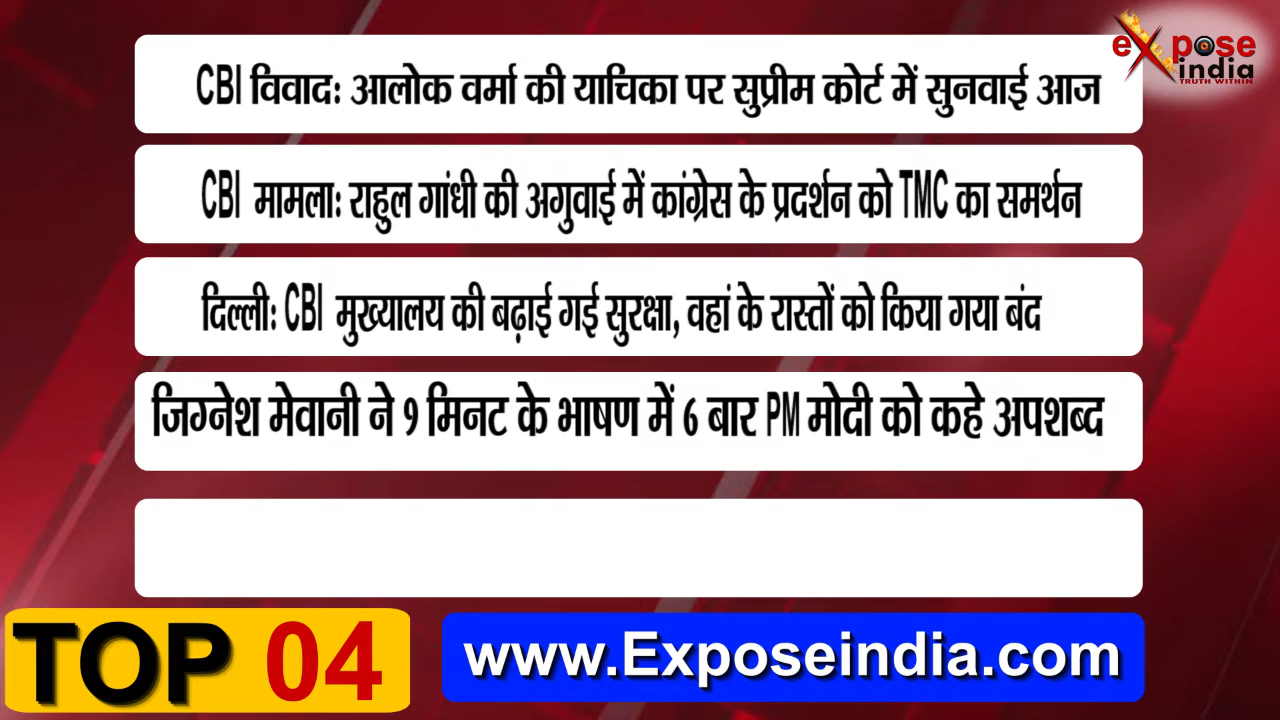 eXpose
india
TRUTH WITHIN
CBI विवाद: आलोक वर्मा की याचिका पर सुप्रीम कोर्ट में सुनवाई आज
CBI मामला: राहुल गांधी की अगुवाई में कांग्रेस के प्रदर्शन को TMC का समर्थन
दिल्ली: CBI मुख्यालय की बढ़ाई गई सुरक्षा, वहां के रास्तों को किया गया बंद
जिग्नेश मेवानी ने 9 मिनट के भाषण में 6 बार PM मोदी को कहे अपशब्द
TOP 04
www.Exposeindia.com